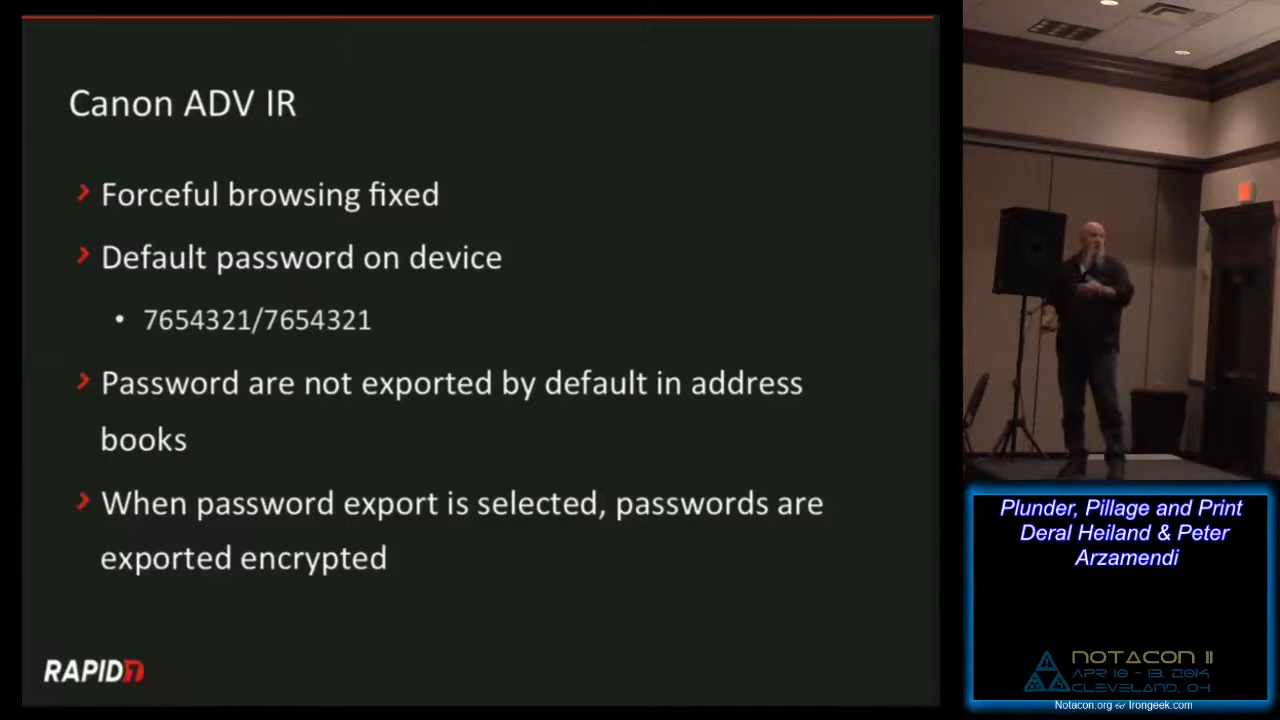 Canon ADV IR
Forceful browsing fixed
Default password on device
7654321/7654321
Password are not exported by default in address
books
When password export is selected, passwords are
exported encrypted
RAPID7
Plunder, Pillage and Print
Deral Heiland & Peter
Arzamendi
NOTACON 11
APR 10 - 13, 2014
CLEVELAND, OH
Notacon.org & Irongeek.com